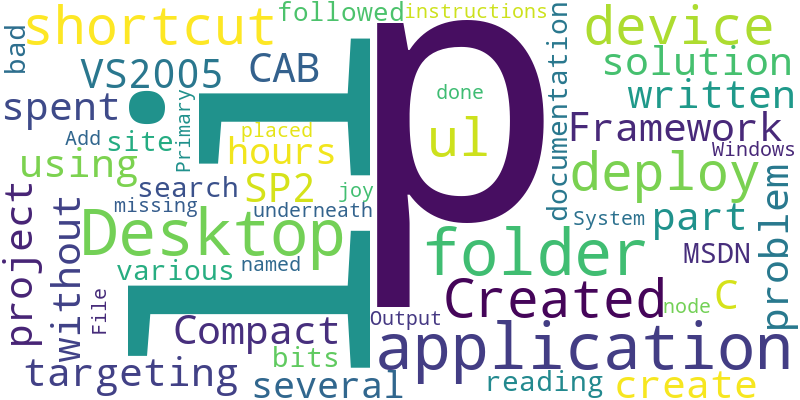 followed
instructions
shortcut
p
device
bad
documentation
VS2005
CAB
solution
spent
li
done
written
Primary
Add
site
placed
ul
Framework
hours
Windows
using
search
SP2
joy
deploy
missing
underneath
System
part
project
without
Desktop
folder
problem
various
named
MSDN
File
Created
node
C
Compact
Output
application
bits
targeting
several
reading
create